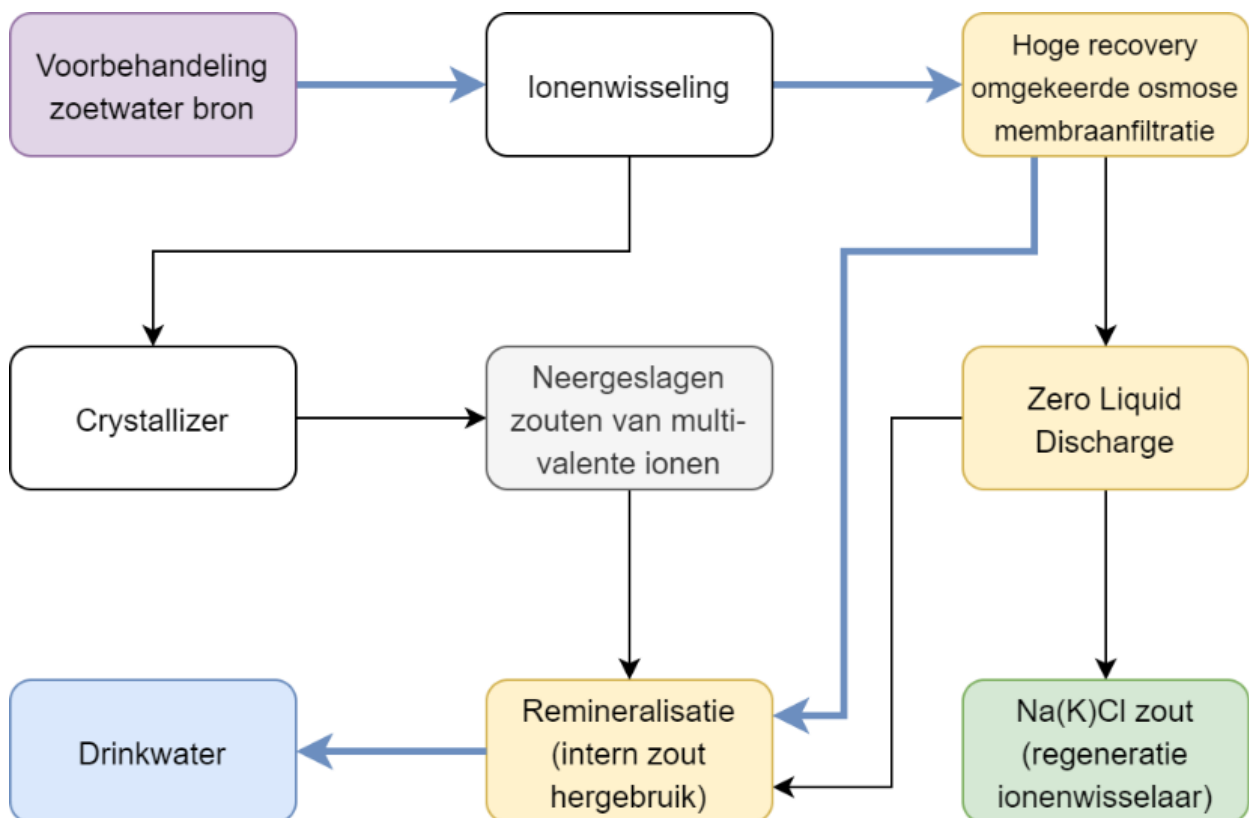 Voorbehandeling
zoetwater bron
Ionenwisseling
Hoge recovery
omgekeerde osmose
membraanfiltratie
Crystallizer
Neergeslagen
zouten van multi-
valente ionen
Zero Liquid
Discharge
Drinkwater
Remineralisatie
(intern zout
hergebruik)
Na(K)Cl zout
(regeneratie
ionenwisselaar)